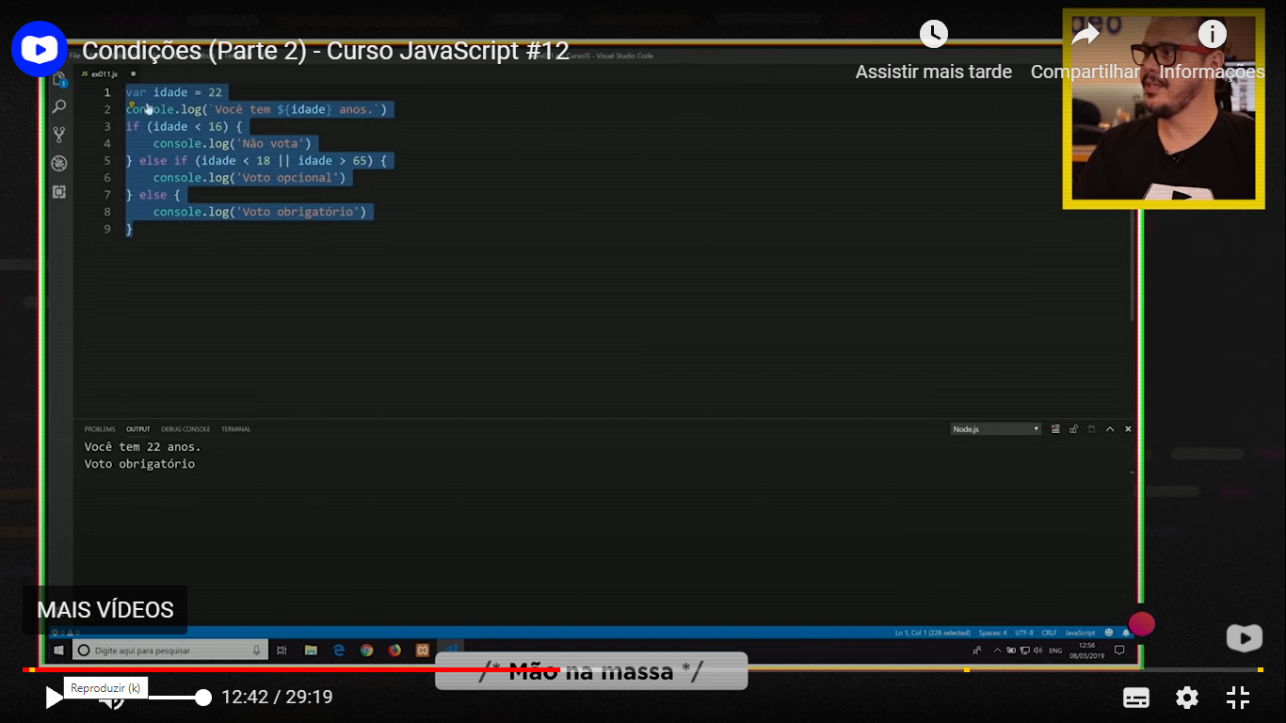 Condições (Parte 2) - Curso JavaScript #12
Visual Studio Code
Assistir mais tarde
Compartilhar
Informações
JS ex011.js
1 var idade = 22
2 console.log(`Você tem ${idade} anos.`)
3 if (idade < 16) {
4 console.log('Não vota')
5 } else if (idade < 18 || idade > 65) {
6 console.log('Voto opcional')
7 } else {
8 console.log('Voto obrigatório')
9 }
PROBLEMS OUTPUT DEBUG CONSOLE TERMINAL
Node.js
Você tem 22 anos.
Voto obrigatório
MAIS VÍDEOS
Ln 1, Col 1 (226 selected) Spaces: 4 UTF-8 CRLF JavaScript
Digite aqui para pesquisar
ENG
12:56
08/03/2019
/* Mão na massa */
Reproduzir (k)
12:42 / 29:19